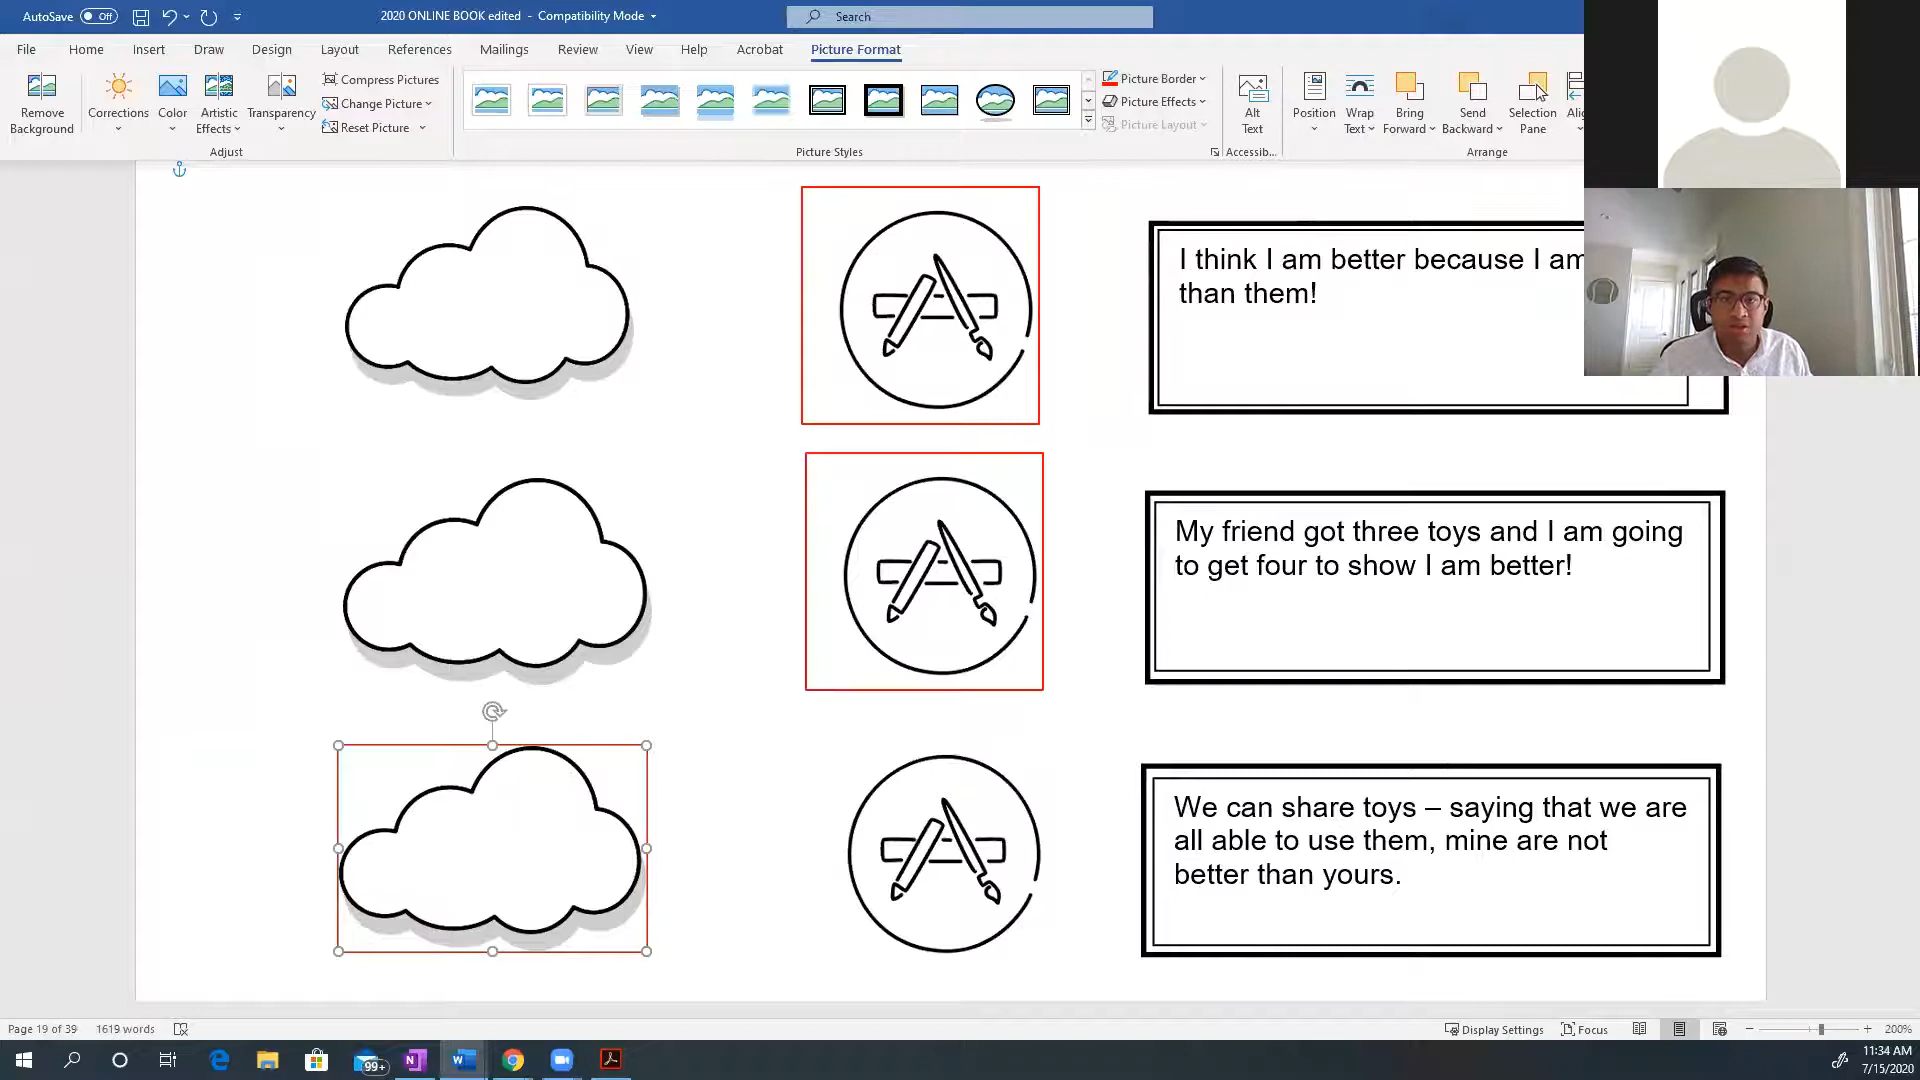 AutoSave Off 2020 ONLINE BOOK edited - Compatibility Mode Search
File Home Insert Draw Design Layout References Mailings Review View Help Acrobat Picture Format
Remove Background
Corrections
Color
Artistic Effects
Transparency
Compress Pictures
Change Picture
Reset Picture
Adjust
Picture Styles
Picture Border
Picture Effects
Picture Layout
Alt Text
Accessib...
Position
Wrap Text
Bring Forward
Send Backward
Selection Pane
Arrange
I think I am better because I am
than them!
My friend got three toys and I am going
to get four to show I am better!
We can share toys – saying that we are
all able to use them, mine are not
better than yours.
Page 19 of 39 1619 words Display Settings Focus 200%
99+
11:34 AM
7/15/2020